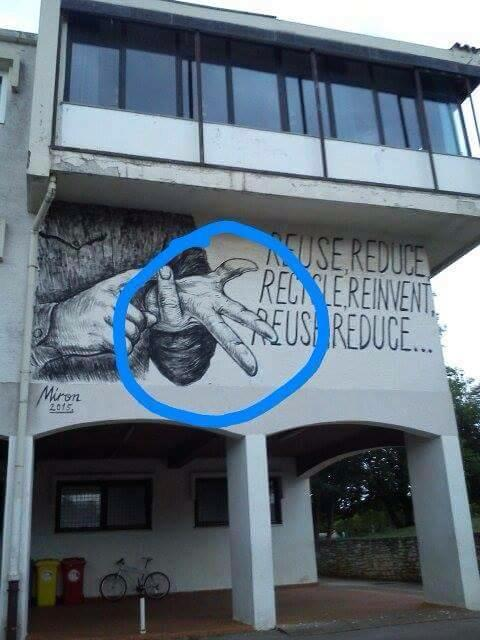 REUSE, REDUCE
RECYCLE, REINVENT,
REUSE, REDUCE...
Miron
2015.